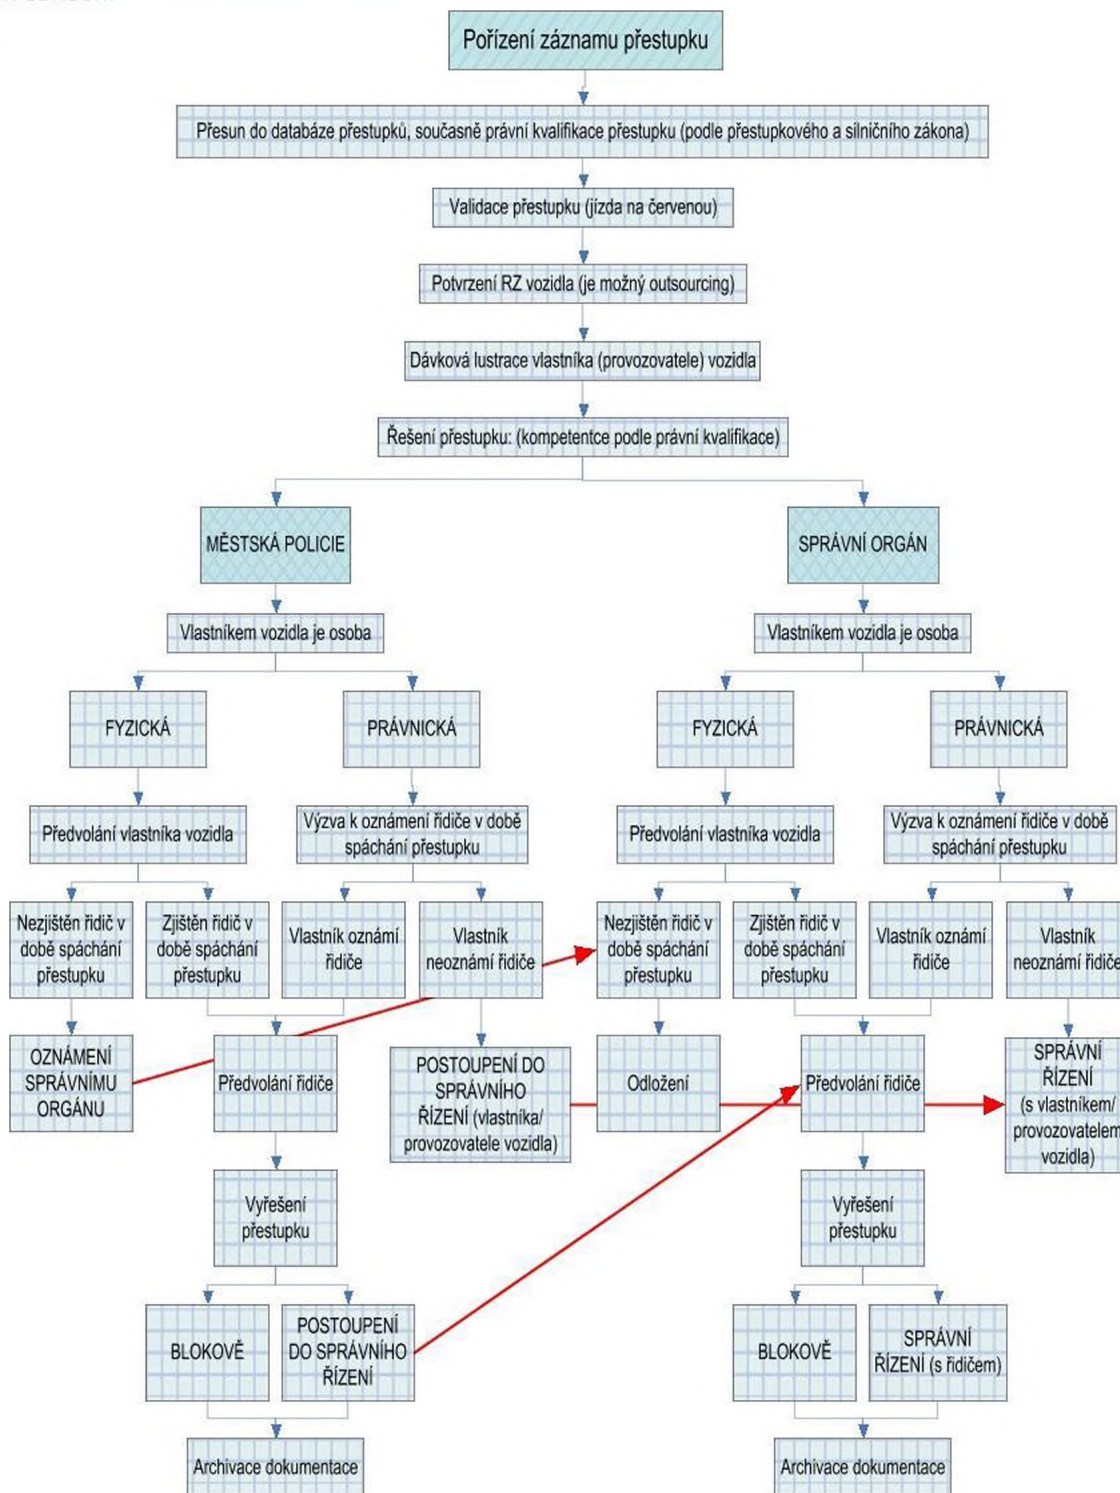 Pořízení záznamu přestupku
Přesun do databáze přestupků, současně právní kvalifikace přestupku (podle přestupkového a silničního zákona)
Validace přestupku (jízda na červenou)
Potvrzení RZ vozidla (je možný outsourcing)
Dávková lustrace vlastníka (provozovatele) vozidla
Řešení přestupku: (kompetentce podle právní kvalifikace)
MĚSTSKÁ POLICIE
Vlastníkem vozidla je osoba
FYZICKÁ
PRÁVNICKÁ
Předvolání vlastníka vozidla
Výzva k oznámení řidiče v době
spáchání přestupku
Nezjištěn řidič v
době spáchání
přestupku
Zjištěn řidič v
době spáchání
přestupku
Vlastník oznámí
řidiče
Vlastník
neoznámí řidiče
OZNÁMENÍ
SPRÁVNÍMU
ORGÁNU
Předvolání řidiče
POSTOUPENÍ DO
SPRÁVNÍHO
ŘÍZENÍ (vlastníka/
provozovatele vozidla)
Vyřešení
přestupku
BLOKOVĚ
POSTOUPENÍ
DO SPRÁVNÍHO
ŘÍZENÍ
Archivace dokumentace
SPRÁVNÍ ORGÁN
Vlastníkem vozidla je osoba
FYZICKÁ
PRÁVNICKÁ
Předvolání vlastníka vozidla
Výzva k oznámení řidiče v době
spáchání přestupku
Nezjištěn řidič v
době spáchání
přestupku
Zjištěn řidič v
době spáchání
přestupku
Vlastník oznámí
řidiče
Vlastník
neoznámí řidiče
Odložení
Předvolání řidiče
SPRÁVNÍ
ŘÍZENÍ
(s vlastníkem/
provozovatelem
vozidla)
Vyřešení
přestupku
BLOKOVĚ
SPRÁVNÍ
ŘÍZENÍ (s řidičem)
Archivace dokumentace